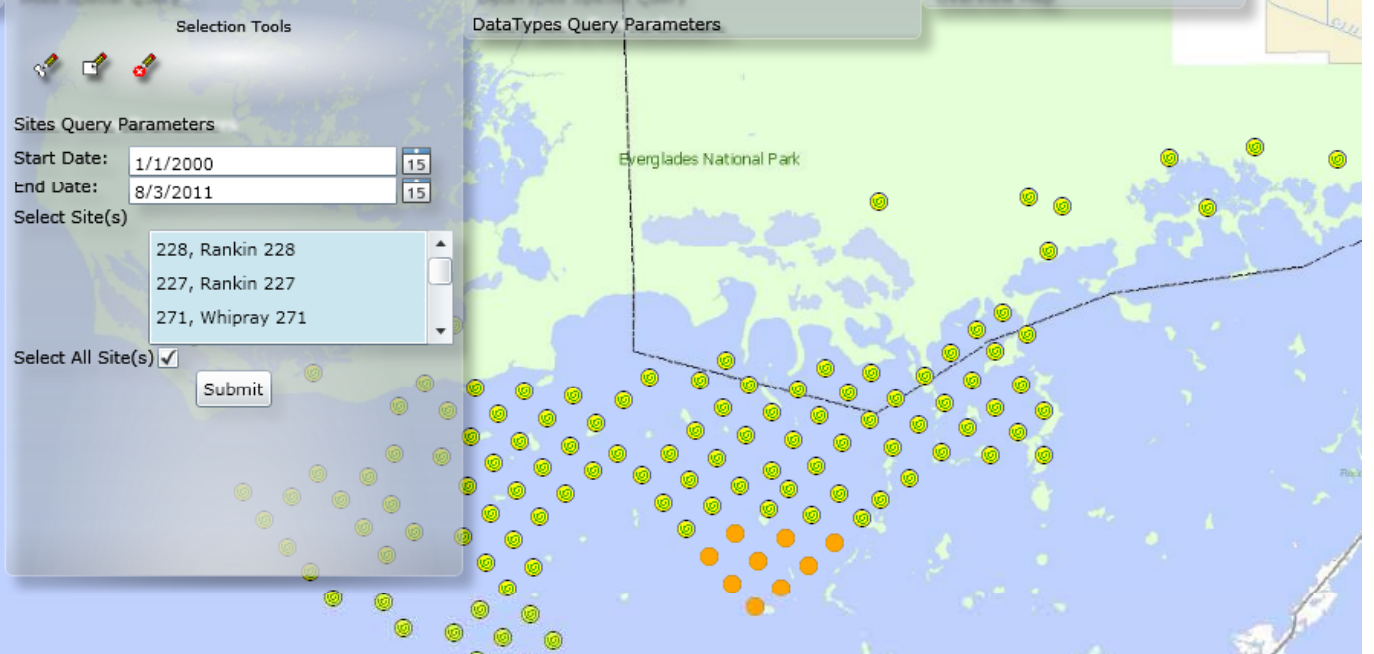 Selection Tools
DataTypes Query Parameters
Sites Query Parameters
Start Date:
1/1/2000
15
End Date:
8/3/2011
15
Select Site(s)
228, Rankin 228
227, Rankin 227
271, Whipray 271
Select All Site(s)
Submit
Everglades National Park